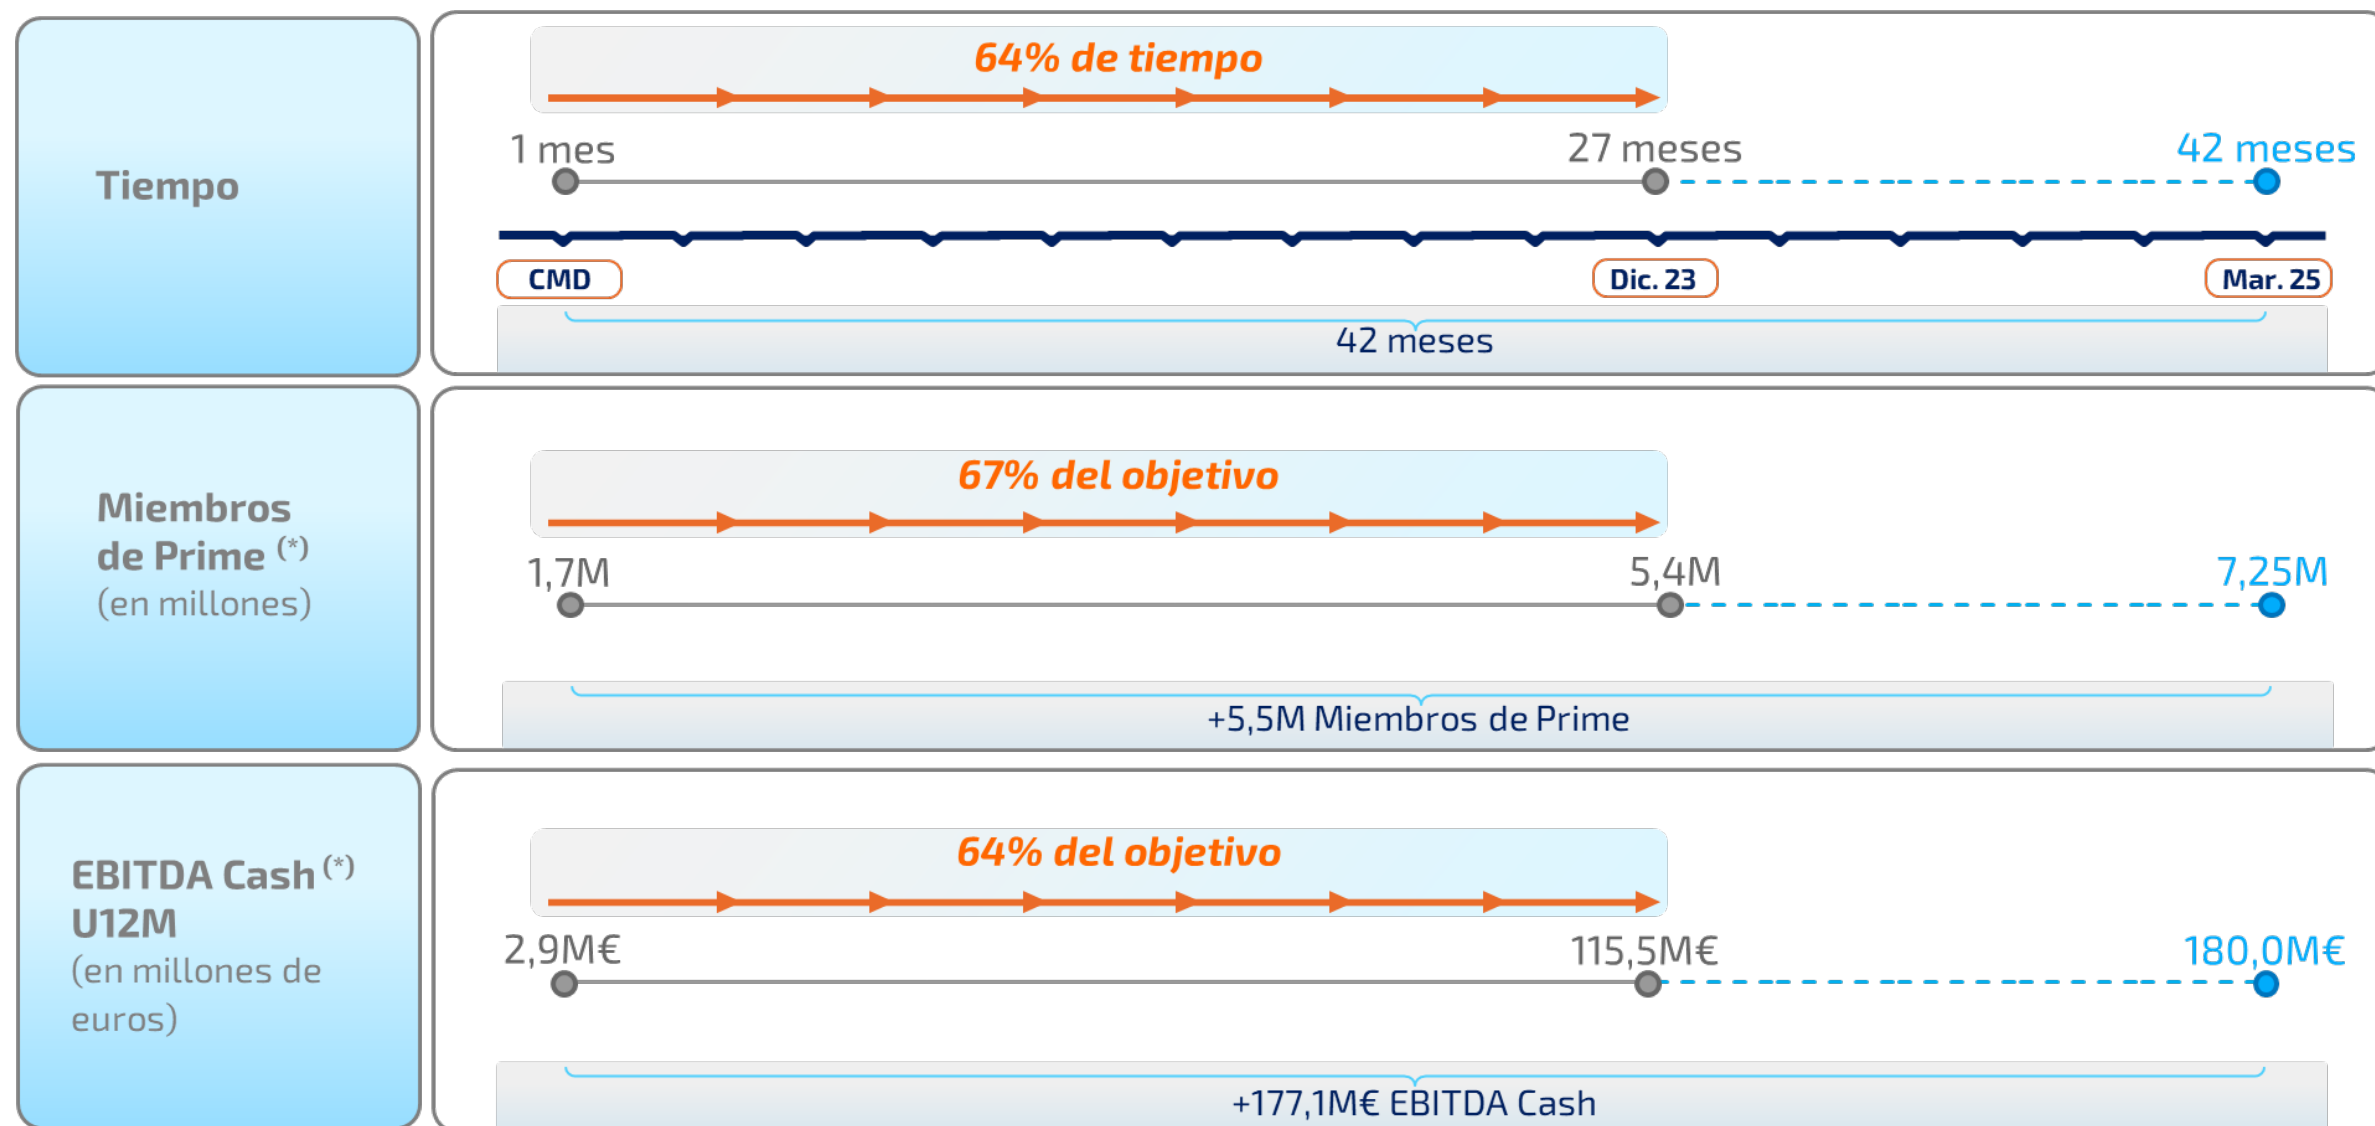 Tiempo
64% de tiempo
1 mes
27 meses
42 meses
CMD
Dic. 23
Mar. 25
42 meses
Miembros
de Prime (*)
(en millones)
67% del objetivo
1,7M
5,4M
7,25M
+5,5M Miembros de Prime
EBITDA Cash (*)
U12M
(en millones de
euros)
64% del objetivo
2,9M€
115,5M€
180,0M€
+177,1M€ EBITDA Cash